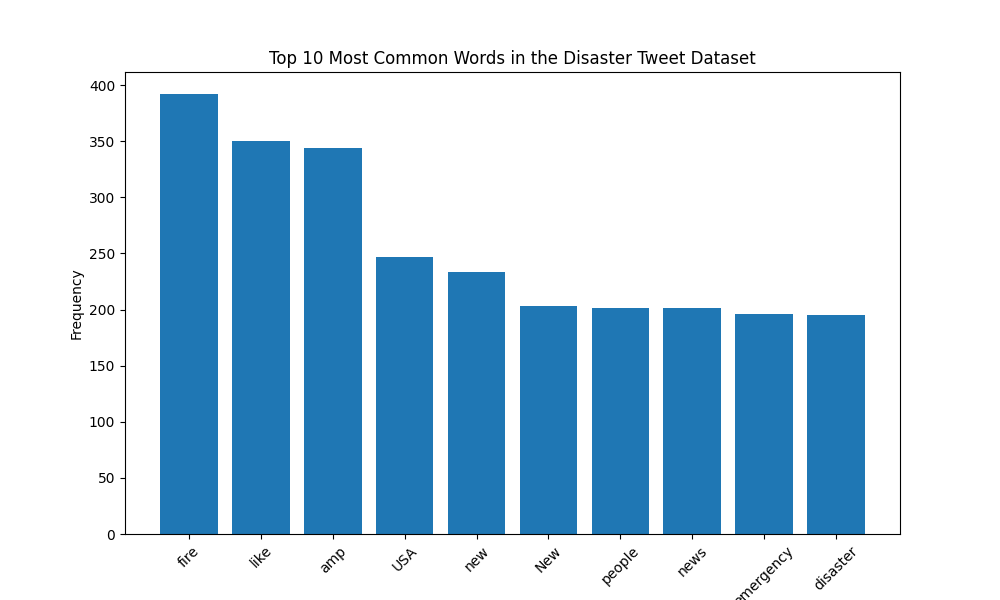 Top 10 Most Common Words in the Disaster Tweet Dataset
Frequency
400
350
300
250
200
150
100
50
0
fire
like
amp
USA
new
New
people
news
emergency
disaster